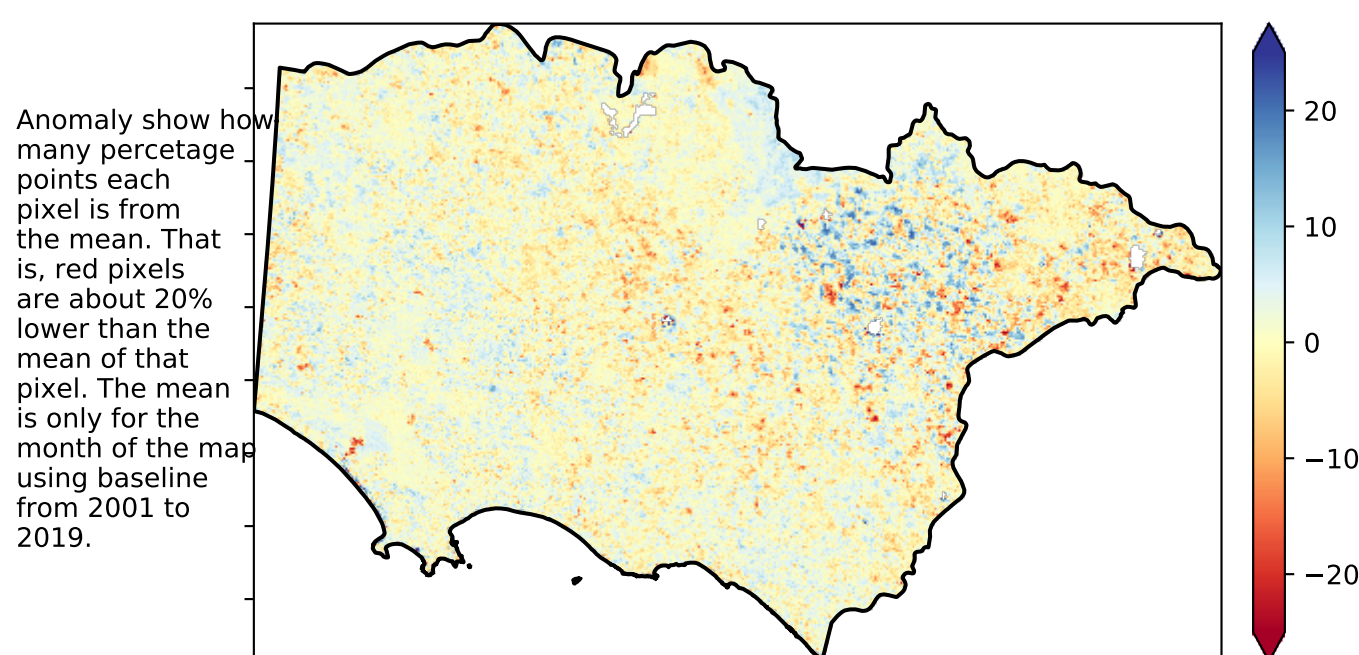 Anomaly show how
many percetage
points each
pixel is from
the mean. That
is, red pixels
are about 20%
lower than the
mean of that
pixel. The mean
is only for the
month of the map
using baseline
from 2001 to
2019.
20
10
0
−10
−20